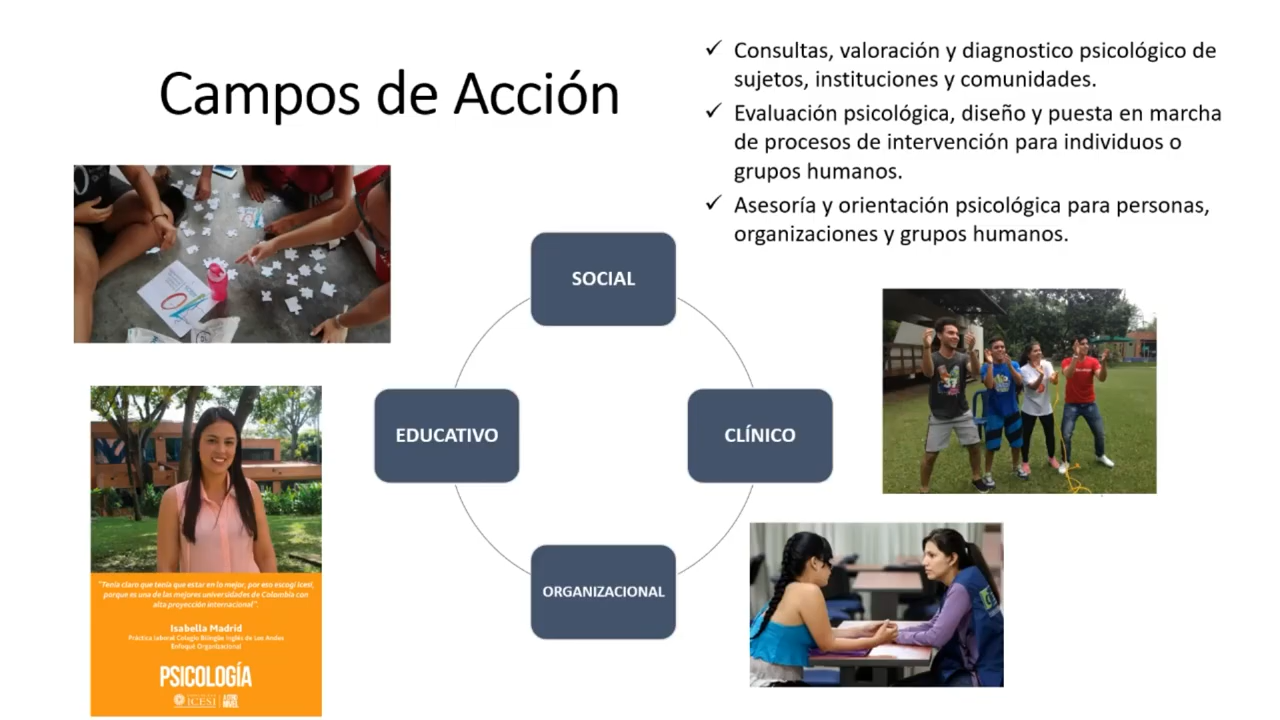 Campos de Acción
✓ Consultas, valoración y diagnostico psicológico de
sujetos, instituciones y comunidades.
✓ Evaluación psicológica, diseño y puesta en marcha
de procesos de intervención para individuos o
grupos humanos.
✓ Asesoría y orientación psicológica para personas,
organizaciones y grupos humanos.
SOCIAL
EDUCATIVO
CLÍNICO
ORGANIZACIONAL
"Tenía claro que tenía que estar en lo mejor, por eso escogí Icesi,
porque es una de las mejores universidades de Colombia con
alta proyección internacional".
Isabella Madrid
Práctica laboral Colegio Bilingüe Inglés de Los Andes
Enfoque Organizacional
PSICOLOGÍA
ICESI